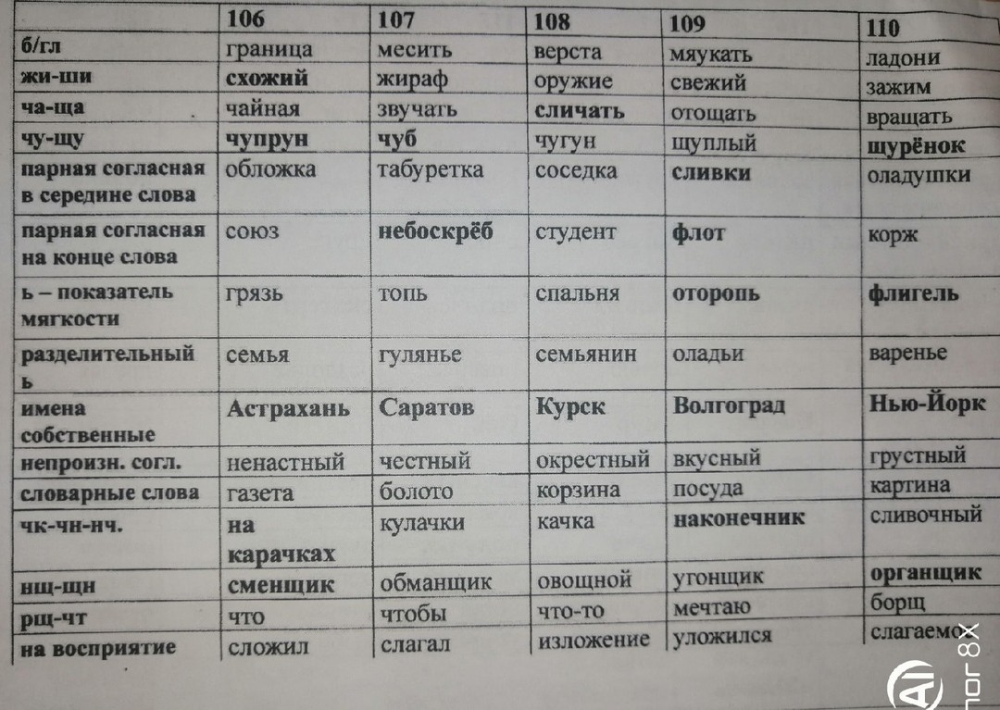 106 107 108 109 110
б/гл граница месить верста мяукать ладони
жи-ши схожий жираф оружие свежий зажим
ча-ща чайная звучать сличать отощать вращать
чу-щу чупрун чуб чугун щуплый щурёнок
парная согласная обложка табуретка соседка сливки оладушки
в середине слова
парная согласная союз небоскрёб студент флот корж
на конце слова
ь – показатель грязь топь спальня оторопь флигель
мягкости
разделительный семья гулянье семьянин оладьи варенье
ь
имена Астрахань Саратов Курск Волгоград Нью-Йорк
собственные
непроизн. согл. ненастный честный окрестный вкусный грустный
словарные слова газета болото корзина посуда картина
чк-чн-нч. на кулачки качка наконечник сливочный
карачках
нщ-щн сменщик обманщик овощной угонщик органщик
рщ-чт что чтобы что-то мечтаю борщ
на восприятие сложил слагал изложение уложился слагаемое
AI
nor 8X